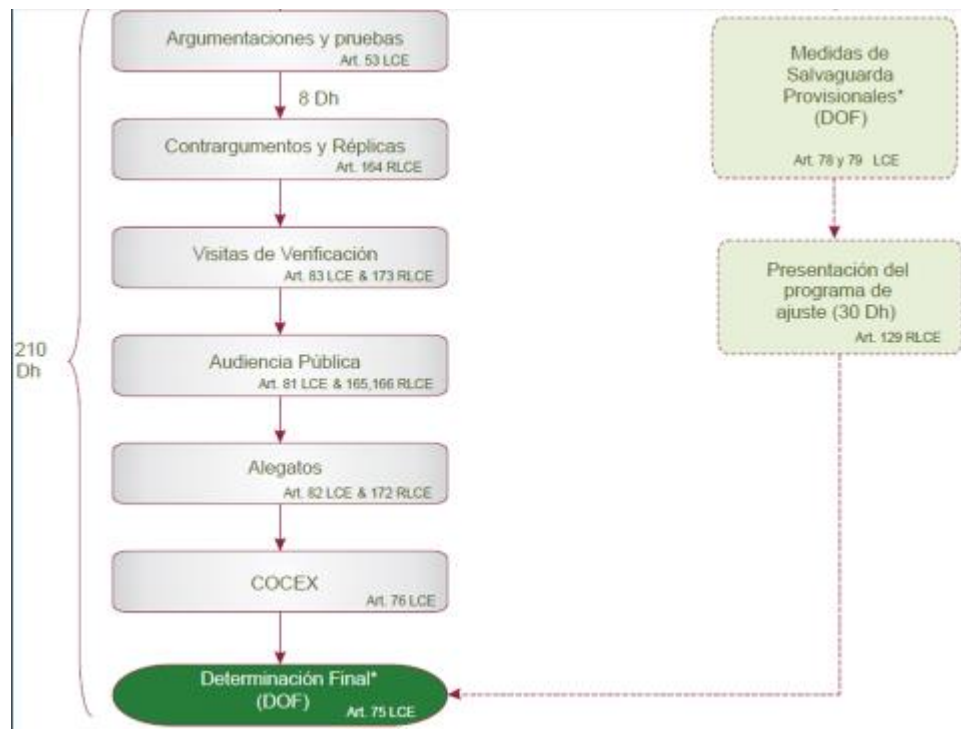 Argumentaciones y pruebas
Art. 53 LCE
8 Dh
Contrargumentos y Réplicas
Art. 164 RLCE
Visitas de Verificación
Art. 83 LCE & 173 RLCE
Audiencia Pública
Art. 81 LCE & 165,166 RLCE
Alegatos
Art. 82 LCE & 172 RLCE
COCEX
Art. 76 LCE
Determinación Final*
(DOF)
Art. 75 LCE
210
Dh
Medidas de
Salvaguarda
Provisionales*
(DOF)
Art. 78 y 79 LCE
Presentación del
programa de
ajuste (30 Dh)
Art. 129 RLCE